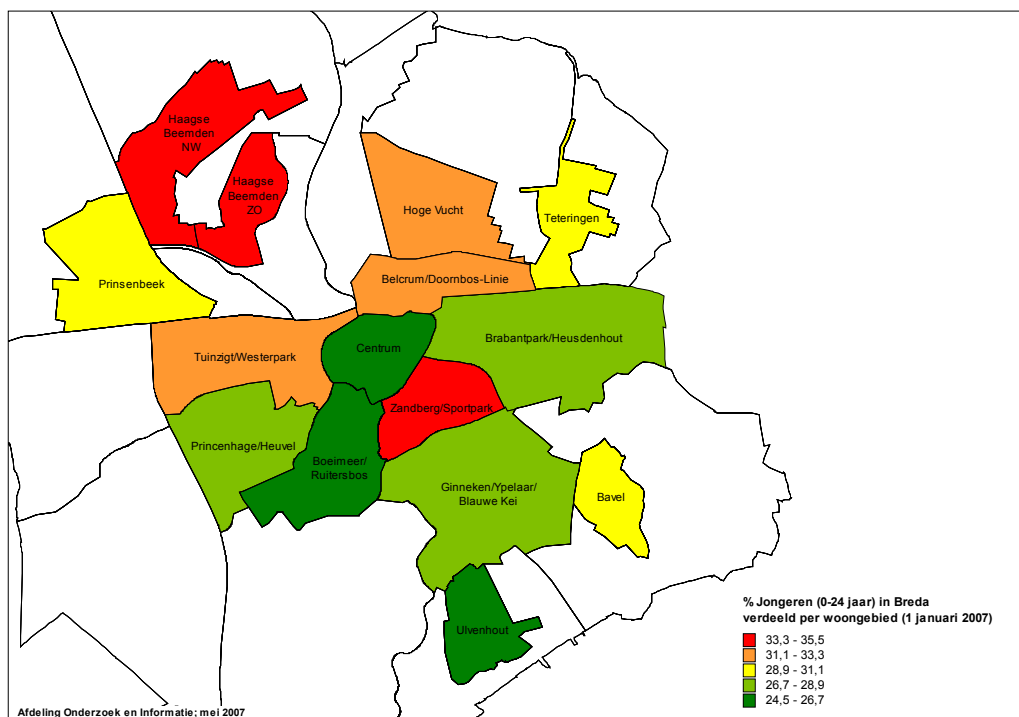 Haagse
Beemden
NW
Haagse
Beemden
ZO
Hoge Vucht
Teteringen
Prinsenbeek
Belcrum/Doornbos-Linie
Brabantpark/Heusdenhout
Centrum
Tuinzigt/Westerpark
Zandberg/Sportpark
Princenhage/Heuvel
Boeimeer/
Ruitersbos
Ginneken/Ypelaar/
Blauwe Kei
Bavel
Ulvenhout
% Jongeren (0-24 jaar) in Breda
verdeeld per woongebied (1 januari 2007)
33,3 - 35,5
31,1 - 33,3
28,9 - 31,1
26,7 - 28,9
24,5 - 26,7
Afdeling Onderzoek en Informatie; mei 2007